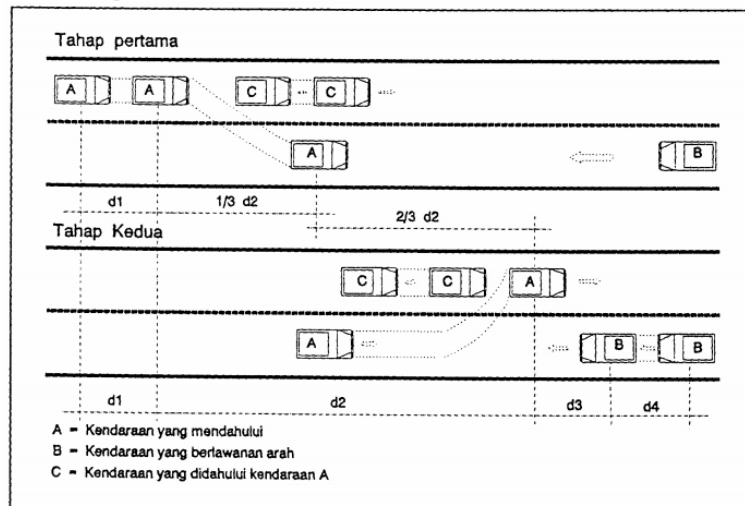 Tahap pertama
A A C C
A B
d1 1/3 d2
2/3 d2
Tahap Kedua
C C A
A B B
d1 d2 d3 d4
A = Kendaraan yang mendahului
B = Kendaraan yang berlawanan arah
C = Kendaraan yang didahului kendaraan A